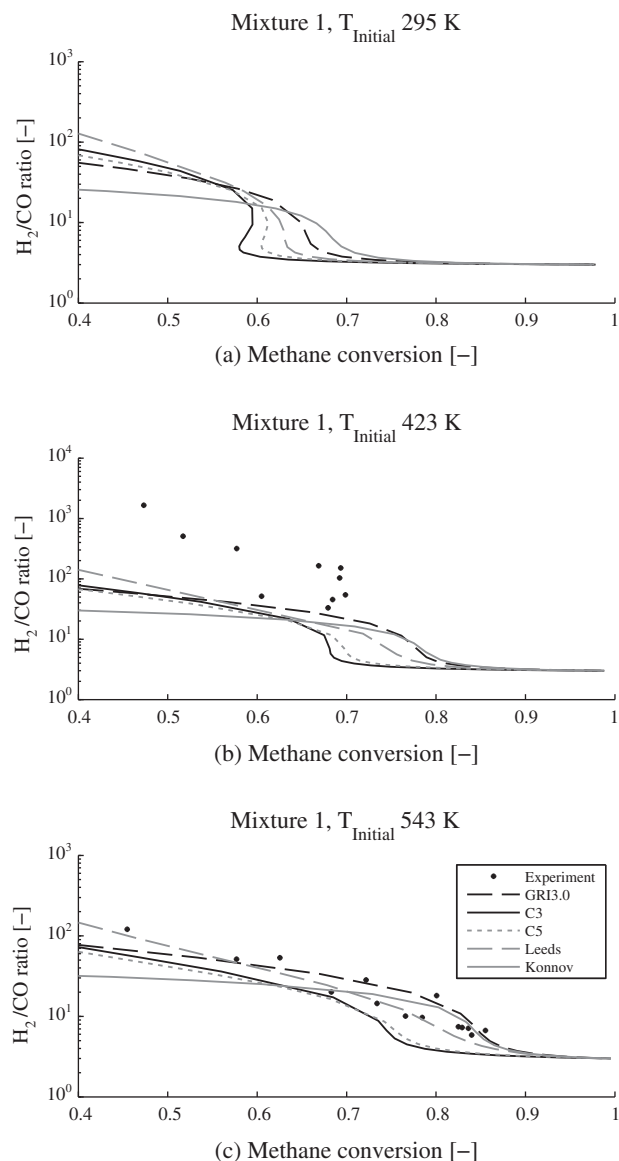 Mixture 1, T_Initial 295 K
10^3
10^2
10^1
10^0
H_2/CO ratio [−]
0.4 0.5 0.6 0.7 0.8 0.9 1
(a) Methane conversion [−]
Mixture 1, T_Initial 423 K
10^4
10^3
10^2
10^1
10^0
H_2/CO ratio [−]
0.4 0.5 0.6 0.7 0.8 0.9 1
(b) Methane conversion [−]
Mixture 1, T_Initial 543 K
10^3
10^2
10^1
10^0
H_2/CO ratio [−]
Experiment
GRI3.0
C3
C5
Leeds
Konnov
0.4 0.5 0.6 0.7 0.8 0.9 1
(c) Methane conversion [−]